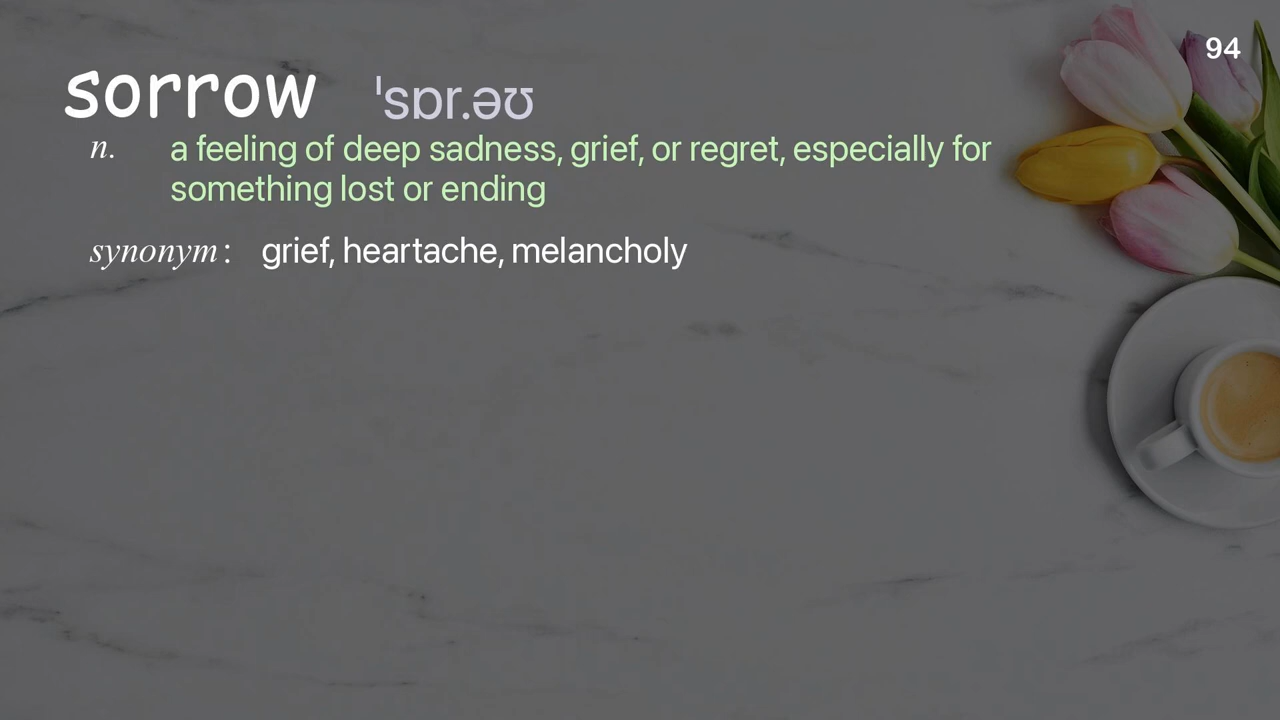 94
sorrow ˈsɒr.əʊ
n. a feeling of deep sadness, grief, or regret, especially for
something lost or ending
synonym: grief, heartache, melancholy